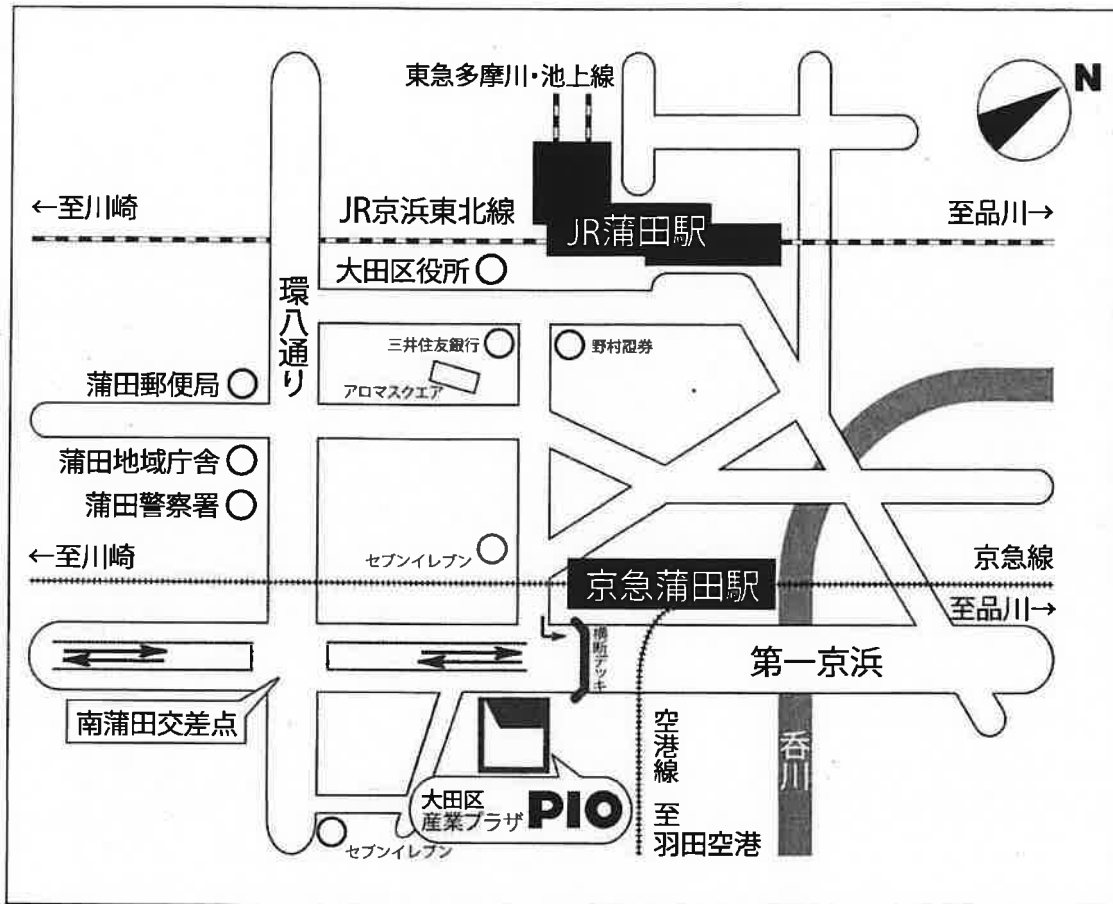 東急多摩川・池上線
N
←至川崎
JR京浜東北線
JR蒲田駅
至品川→
大田区役所
環八通り
三井住友銀行
野村證券
アロマスクエア
蒲田郵便局
蒲田地域庁舎
蒲田警察署
←至川崎
セブンイレブン
京急蒲田駅
京急線
至品川→
横断デッキ
第一京浜
南蒲田交差点
空港線 至
羽田空港
呑川
大田区
産業プラザ PIO
セブンイレブン